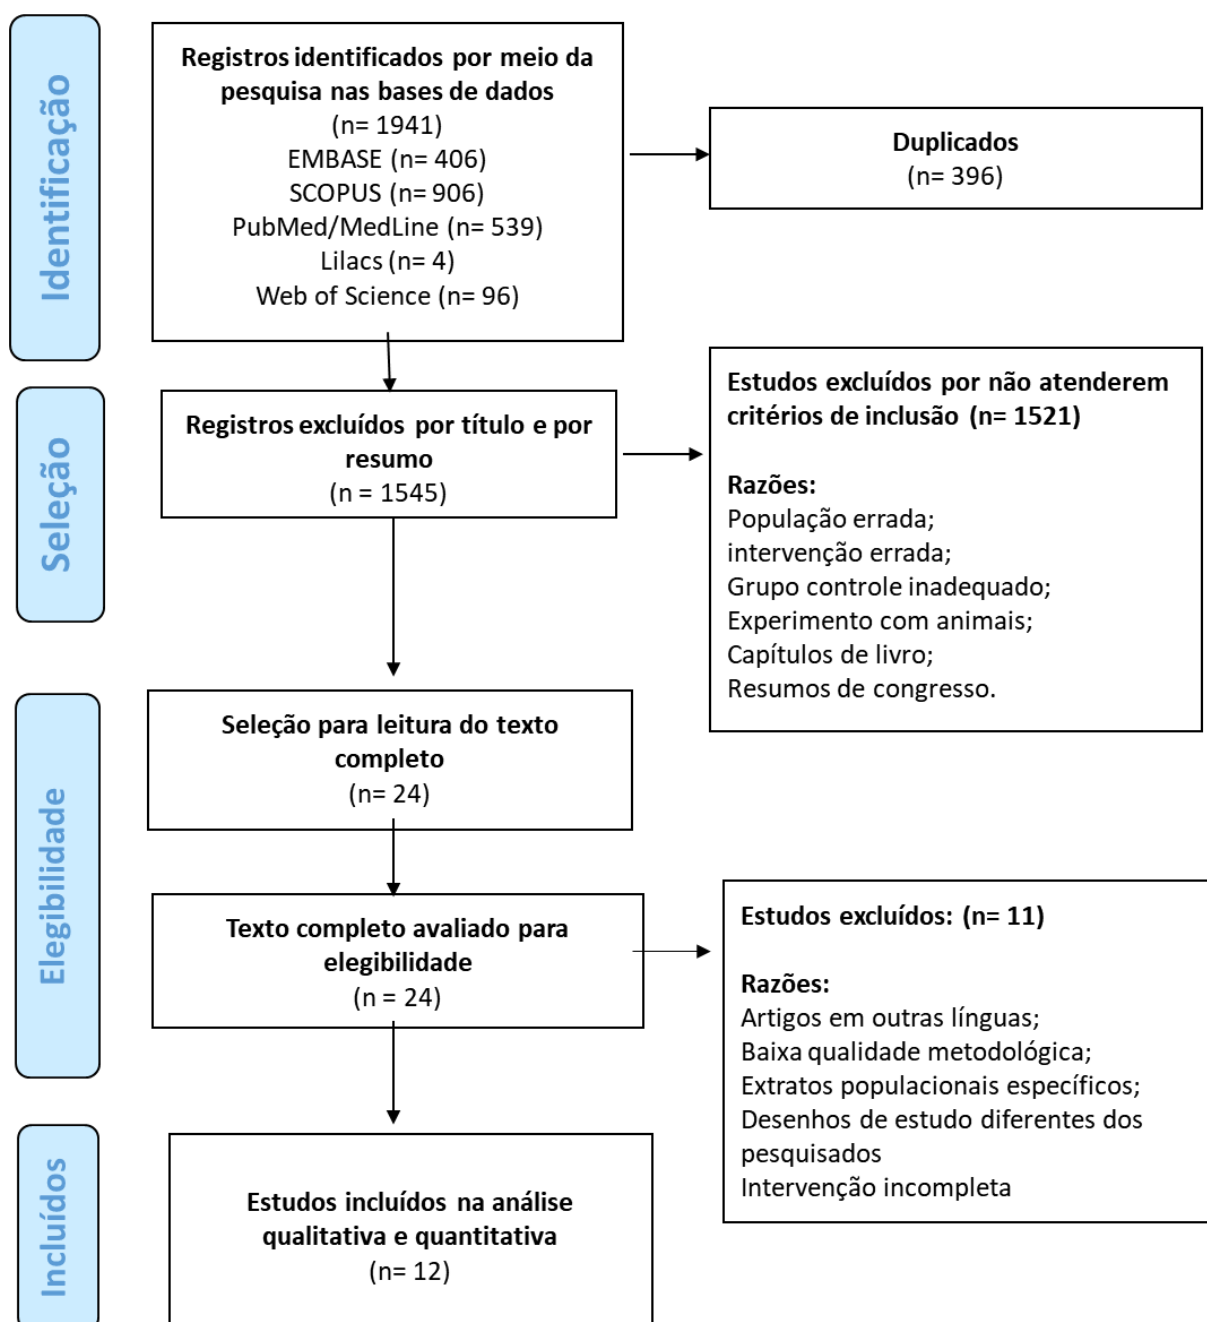 Identificação
Registros identificados por meio da
pesquisa nas bases de dados
(n= 1941)
EMBASE (n= 406)
SCOPUS (n= 906)
PubMed/MedLine (n= 539)
Lilacs (n= 4)
Web of Science (n= 96)
Duplicados
(n= 396)
Seleção
Registros excluídos por título e por
resumo
(n = 1545)
Estudos excluídos por não atenderem
critérios de inclusão (n= 1521)
Razões:
População errada;
intervenção errada;
Grupo controle inadequado;
Experimento com animais;
Capítulos de livro;
Resumos de congresso.
Elegibilidade
Seleção para leitura do texto
completo
(n= 24)
Texto completo avaliado para
elegibilidade
(n = 24)
Estudos excluídos: (n= 11)
Razões:
Artigos em outras línguas;
Baixa qualidade metodológica;
Extratos populacionais específicos;
Desenhos de estudo diferentes dos
pesquisados
Intervenção incompleta
Incluídos
Estudos incluídos na análise
qualitativa e quantitativa
(n= 12)